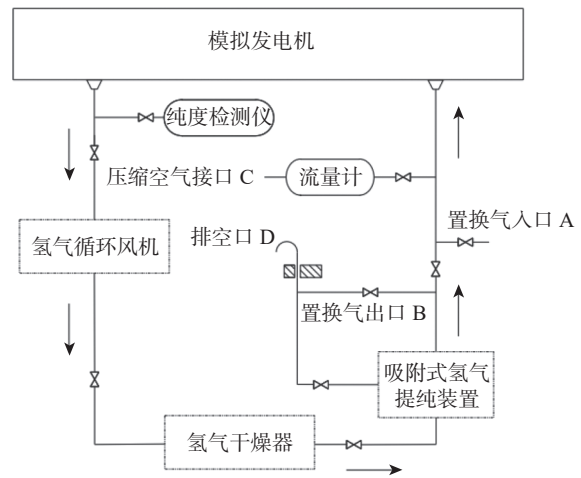 模拟发电机
纯度检测仪
压缩空气接口 C
流量计
置换气入口 A
氢气循环风机
排空口 D
置换气出口 B
吸附式氢气
提纯装置
氢气干燥器